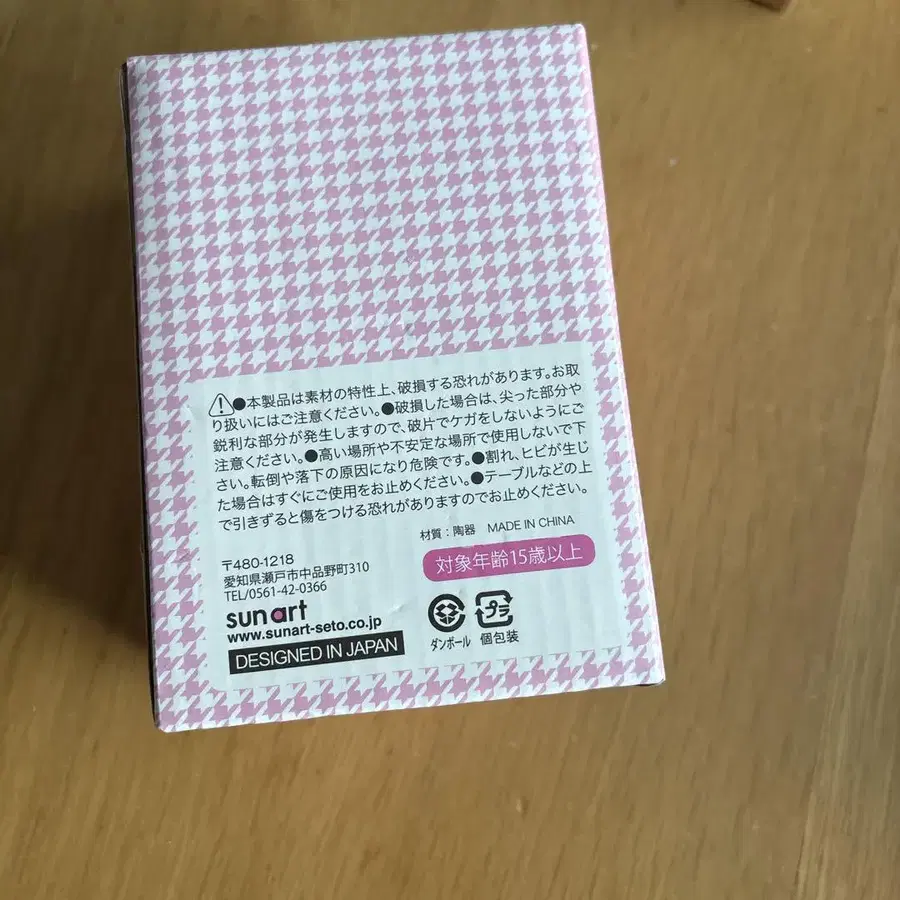 ●本製品は素材の特性上、破損する恐れがあります。お取
り扱いにはご注意ください。●破損した場合は、尖った部分や
鋭利な部分が発生しますので、破片でケガをしないようにご
注意ください。●高い場所や不安定な場所で使用しないで下
さい。転倒や落下の原因になり危険です。●割れ、ヒビが生じ
た場合はすぐにご使用をお止めください。●テーブルなどの上
で引きずると傷をつける恐れがありますのでお止めください。
材質：陶器 MADE IN CHINA
対象年齢15歳以上
〒480-1218
愛知県瀬戸市中品野町310
TEL/0561-42-0366
sun art
www.sunart-seto.co.jp
DESIGNED IN JAPAN
ダンボール
プラ
個包装